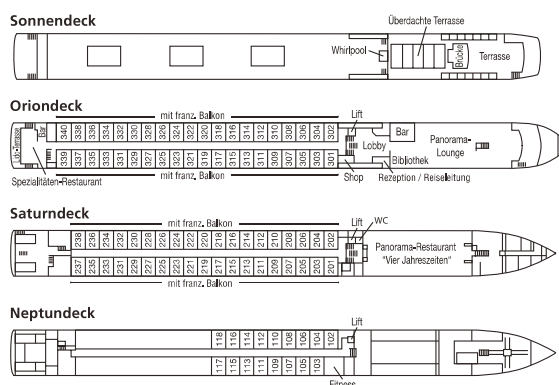 Sonnendeck
Überdachte Terrasse
Whirlpool
Brücke
Terrasse
Oriondeck
mit franz. Balkon
Lift
Lido-Terrasse
Bar
340 338 336 334 332 330 328 326 324 322 320 318 316 314 312 310 308 306 304 302
339 337 335 333 331 329 327 325 323 321 319 317 315 313 311 309 307 305 303 301
Lobby
Bar
Bibliothek
Panorama-
Lounge
Spezialitäten-Restaurant
mit franz. Balkon
Shop
Rezeption / Reiseleitung
Saturndeck
mit franz. Balkon
Lift
WC
238 236 234 232 230 228 226 224 222 220 218 216 214 212 210 208 206 204 202
237 235 233 231 229 227 225 223 221 219 217 215 213 211 209 207 205 203 201
Panorama-Restaurant
"Vier Jahreszeiten"
mit franz. Balkon
Neptundeck
Lift
118 116 114 112 110 108 106 104 102
117 115 113 111 109 107 105 103
Fitness